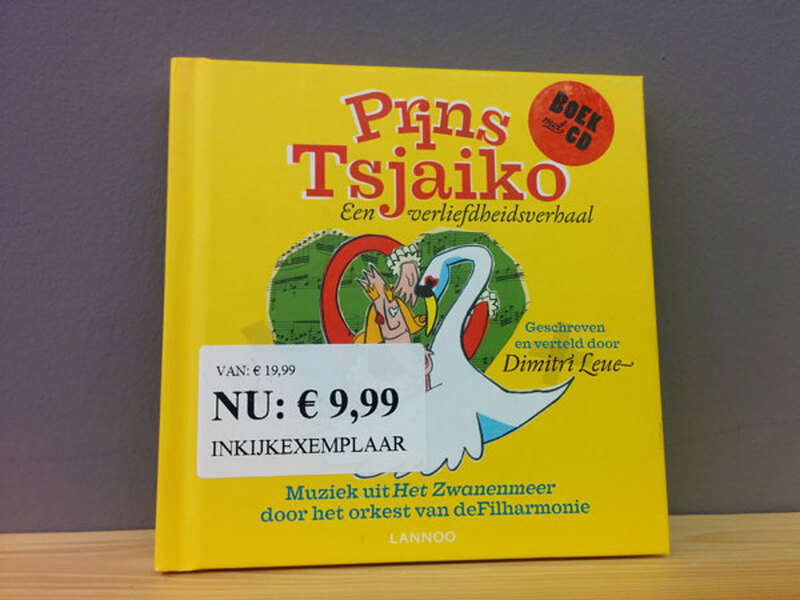 Prins
Tsjaiko
Een verliefdheidsverhaal
BOEK
met
CD
Geschreven
en verteld door
Dimitri Leue
VAN: € 19,99
NU: € 9,99
INKIJKEXEMPLAAR
Muziek uit Het Zwanenmeer
door het orkest van deFilharmonie
LANNOO